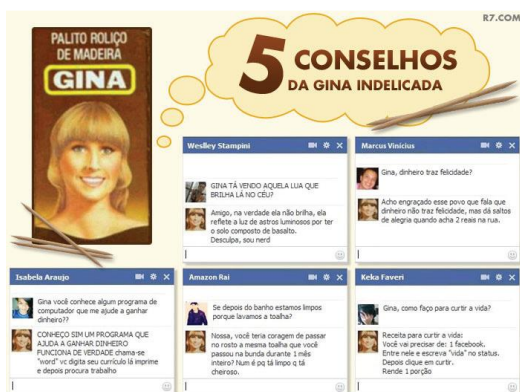 R7.COM
PALITO ROLIÇO
DE MADEIRA
GINA
5 CONSELHOS
DA GINA INDELICADA
Weslley Stampini
GINA TÁ VENDO AQUELA LUA QUE
BRILHA LÁ NO CÉU?
Amigo, na verdade ela não brilha, ela
reflete a luz de astros luminosos por ter
o solo composto de basalto.
Desculpa, sou nerd
Marcus Vinicius
Gina, dinheiro traz felicidade?
Acho engraçado esse povo que fala que
dinheiro não traz felicidade, mas dá saltos
de alegria quando acha 2 reais na rua.
Isabela Araujo
Gina você conhece algum programa de
computador que me ajude a ganhar
dinheiro??
CONHEÇO SIM UM PROGRAMA QUE
AJUDA A GANHAR DINHEIRO
FUNCIONA DE VERDADE chama-se
"word" vc digita seu currículo lá imprime
e depois procura trabalho
Amazon Rai
Se depois do banho estamos limpos
porque lavamos a toalha?
Nossa, você teria coragem de passar
no rosto a mesma toalha que você
passou na bunda durante 1 mês
inteiro? Num é pq tá limpo q tá
cheiroso.
Keka Faveri
Gina, como faço para curtir a vida?
Receita para curtir a vida:
Você vai precisar de: 1 facebook.
Entre nele e escreva "vida" no status.
Depois clique em curtir.
Rende 1 porção